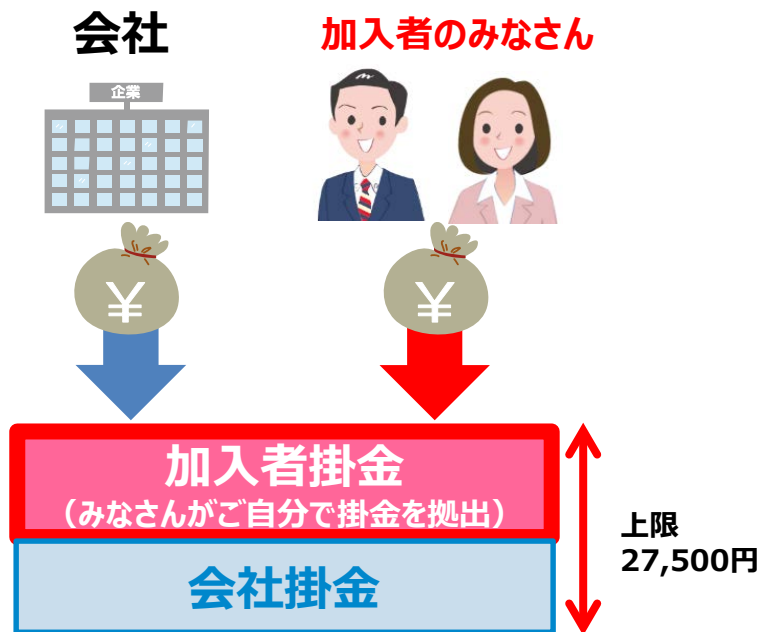 会社
加入者のみなさん
企業
¥
¥
加入者掛金
(みなさんがご自分で掛金を拠出)
会社掛金
上限
27,500円